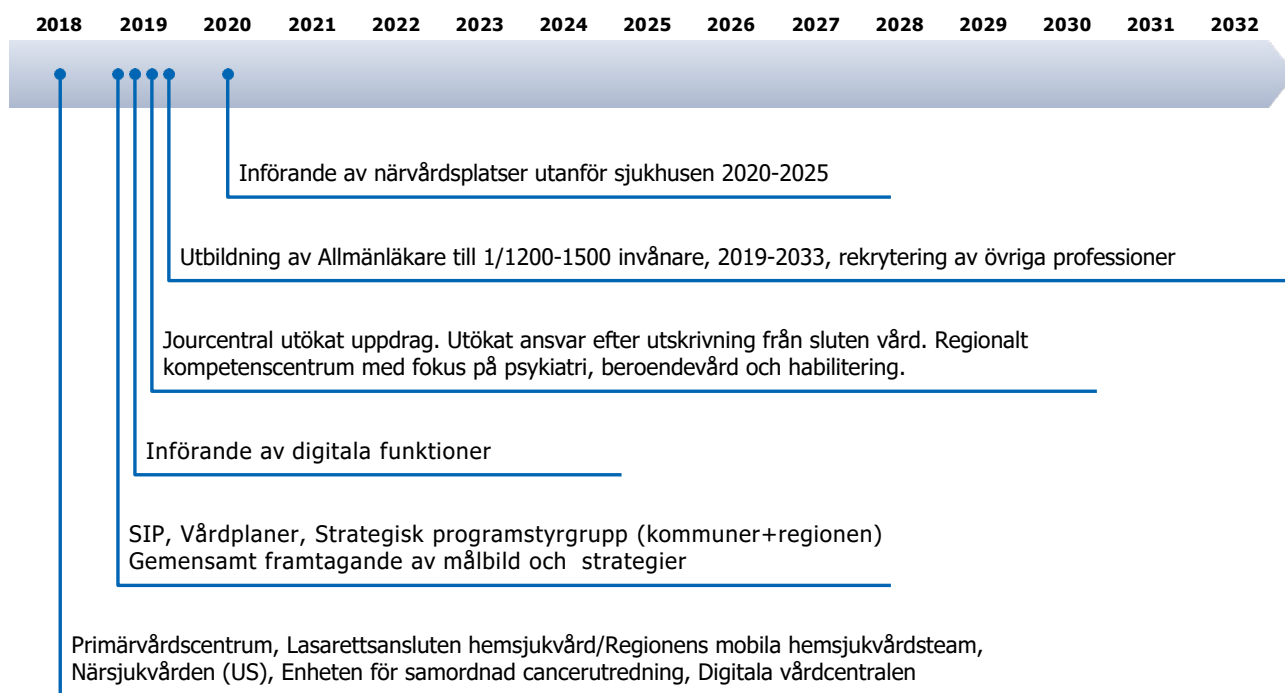 2018 2019 2020 2021 2022 2023 2024 2025 2026 2027 2028 2029 2030 2031 2032
Införande av närvårdsplatser utanför sjukhusen 2020-2025
Utbildning av Allmänläkare till 1/1200-1500 invånare, 2019-2033, rekrytering av övriga professioner
Jourcentral utökat uppdrag. Utökat ansvar efter utskrivning från sluten vård. Regionalt
kompetenscentrum med fokus på psykiatri, beroendevård och habilitering.
Införande av digitala funktioner
SIP, Vårdplaner, Strategisk programstyrgrupp (kommuner+regionen)
Gemensamt framtagande av målbild och strategier
Primärvårdscentrum, Lasarettsansluten hemsjukvård/Regionens mobila hemsjukvårdsteam,
Närsjukvården (US), Enheten för samordnad cancerutredning, Digitala vårdcentralen